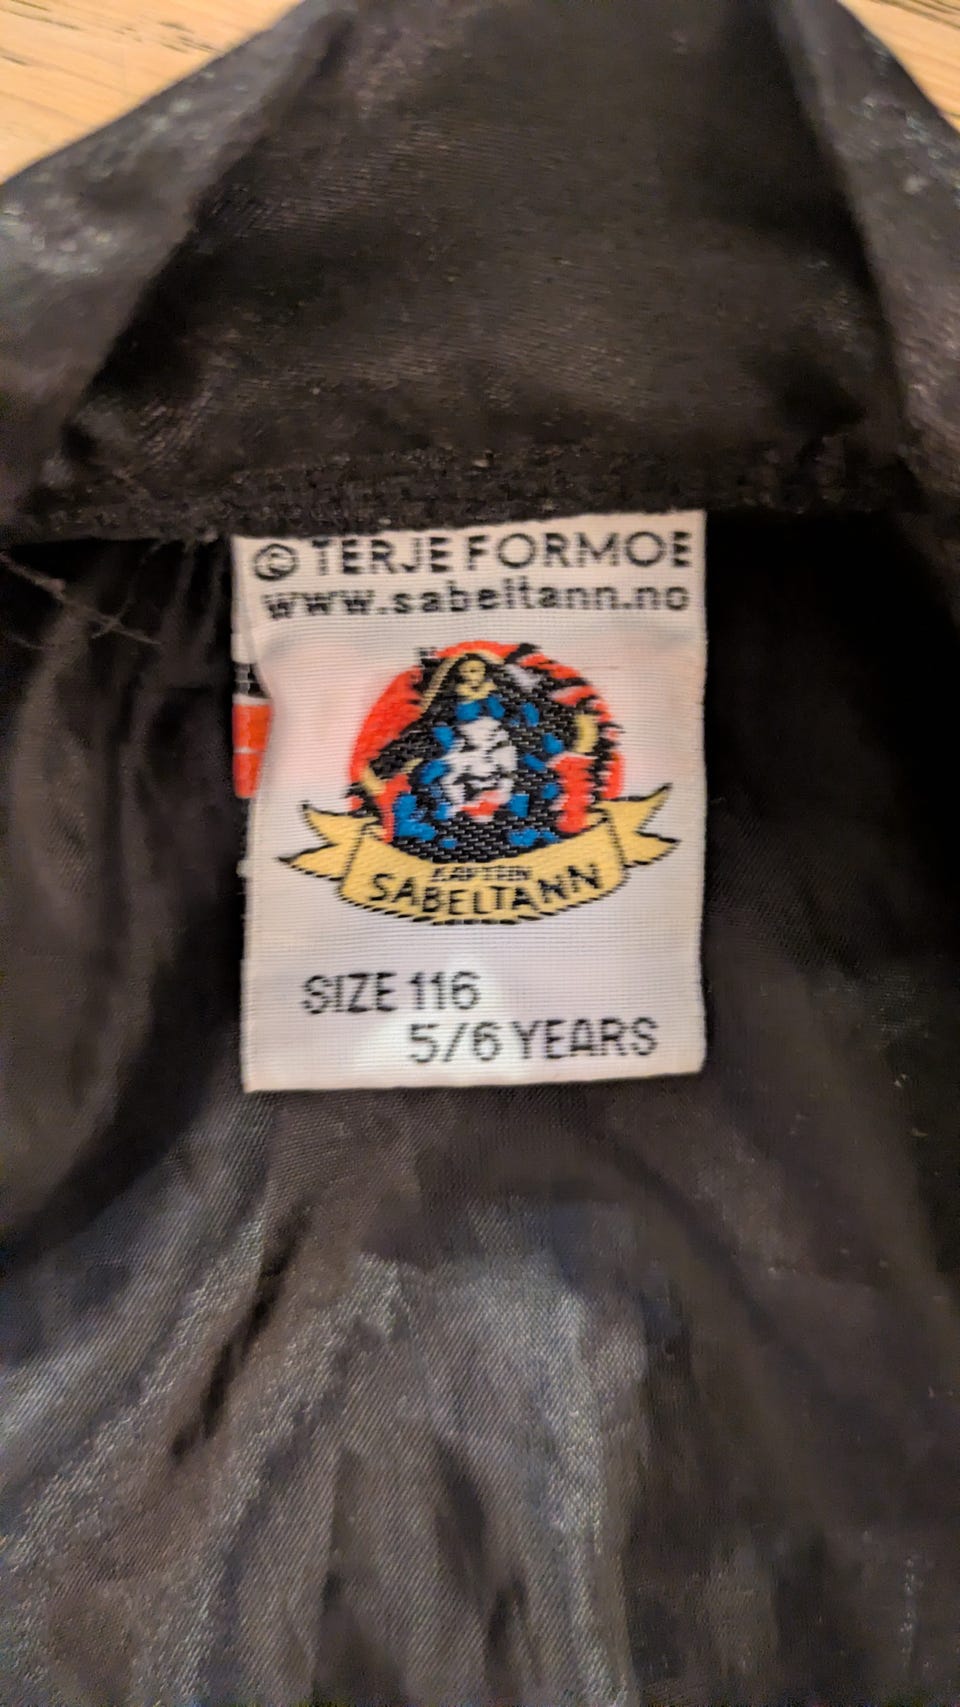 © TERJE FORMOE
www.sabeltann.no
KAPTEIN
SABELTANN
SIZE 116
5/6 YEARS